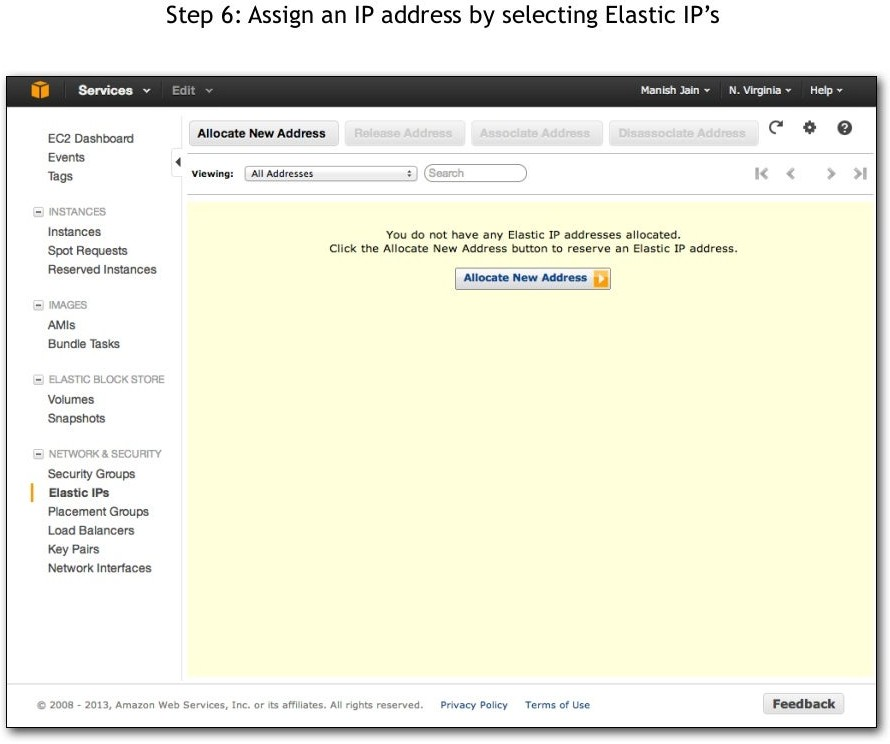 Step 6: Assign an IP address by selecting Elastic IP’s
Services Edit Manish Jain N. Virginia Help
EC2 Dashboard
Events
Tags
INSTANCES
Instances
Spot Requests
Reserved Instances
IMAGES
AMIs
Bundle Tasks
ELASTIC BLOCK STORE
Volumes
Snapshots
NETWORK & SECURITY
Security Groups
Elastic IPs
Placement Groups
Load Balancers
Key Pairs
Network Interfaces
Allocate New Address Release Address Associate Address Disassociate Address
Viewing: All Addresses Search
You do not have any Elastic IP addresses allocated.
Click the Allocate New Address button to reserve an Elastic IP address.
Allocate New Address
© 2008 - 2013, Amazon Web Services, Inc. or its affiliates. All rights reserved. Privacy Policy Terms of Use Feedback